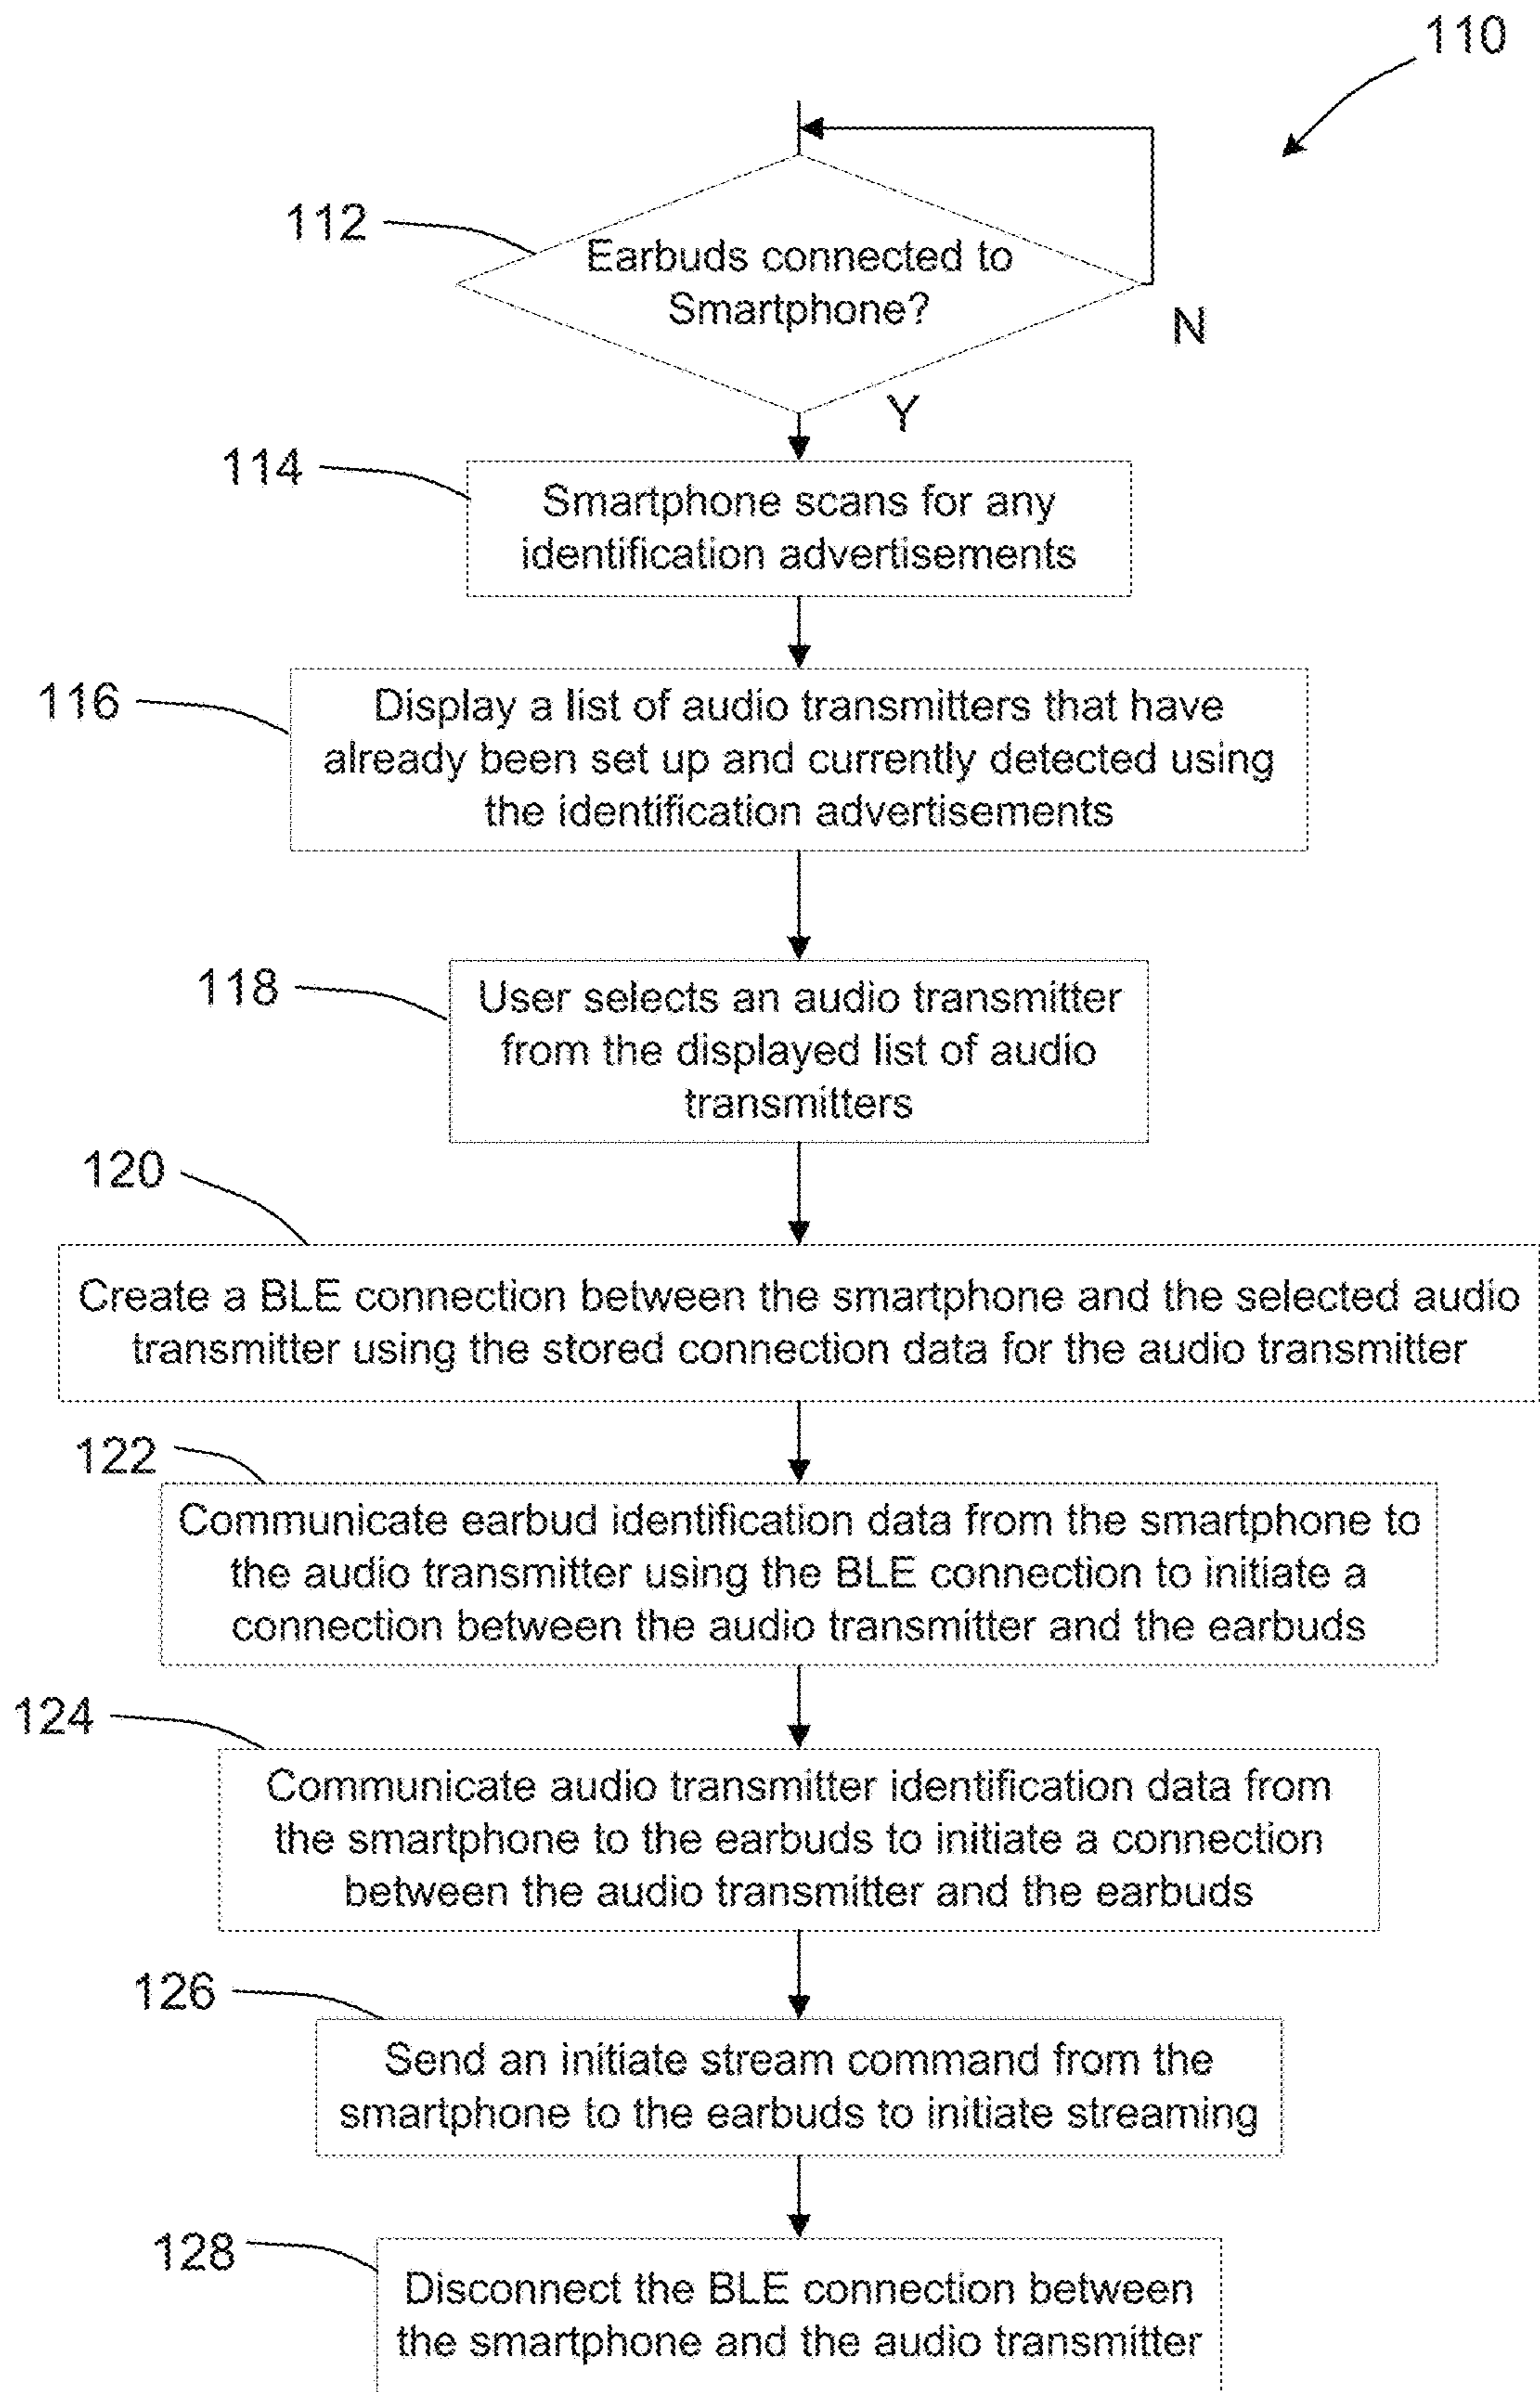 110
112
Earbuds connected to
Smartphone?
N
Y
114
Smartphone scans for any
identification advertisements
116
Display a list of audio transmitters that have
already been set up and currently detected using
the identification advertisements
118
User selects an audio transmitter
from the displayed list of audio
transmitters
120
Create a BLE connection between the smartphone and the selected audio
transmitter using the stored connection data for the audio transmitter
122
Communicate earbud identification data from the smartphone to
the audio transmitter using the BLE connection to initiate a
connection between the audio transmitter and the earbuds
124
Communicate audio transmitter identification data from
the smartphone to the earbuds to initiate a connection
between the audio transmitter and the earbuds
126
Send an initiate stream command from the
smartphone to the earbuds to initiate streaming
128
Disconnect the BLE connection between
the smartphone and the audio transmitter